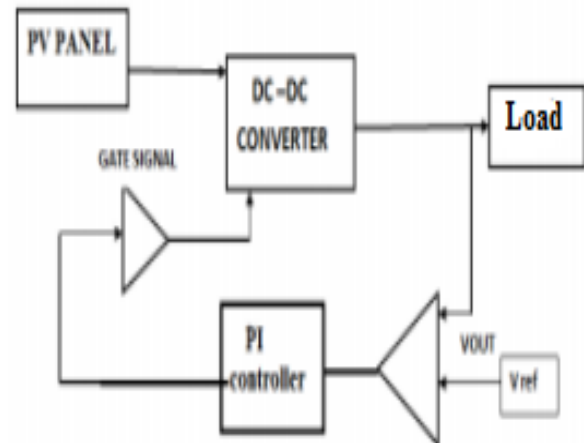 PV PANEL
DC –DC
CONVERTER
Load
GATE SIGNAL
PI
controller
VOUT
Vref